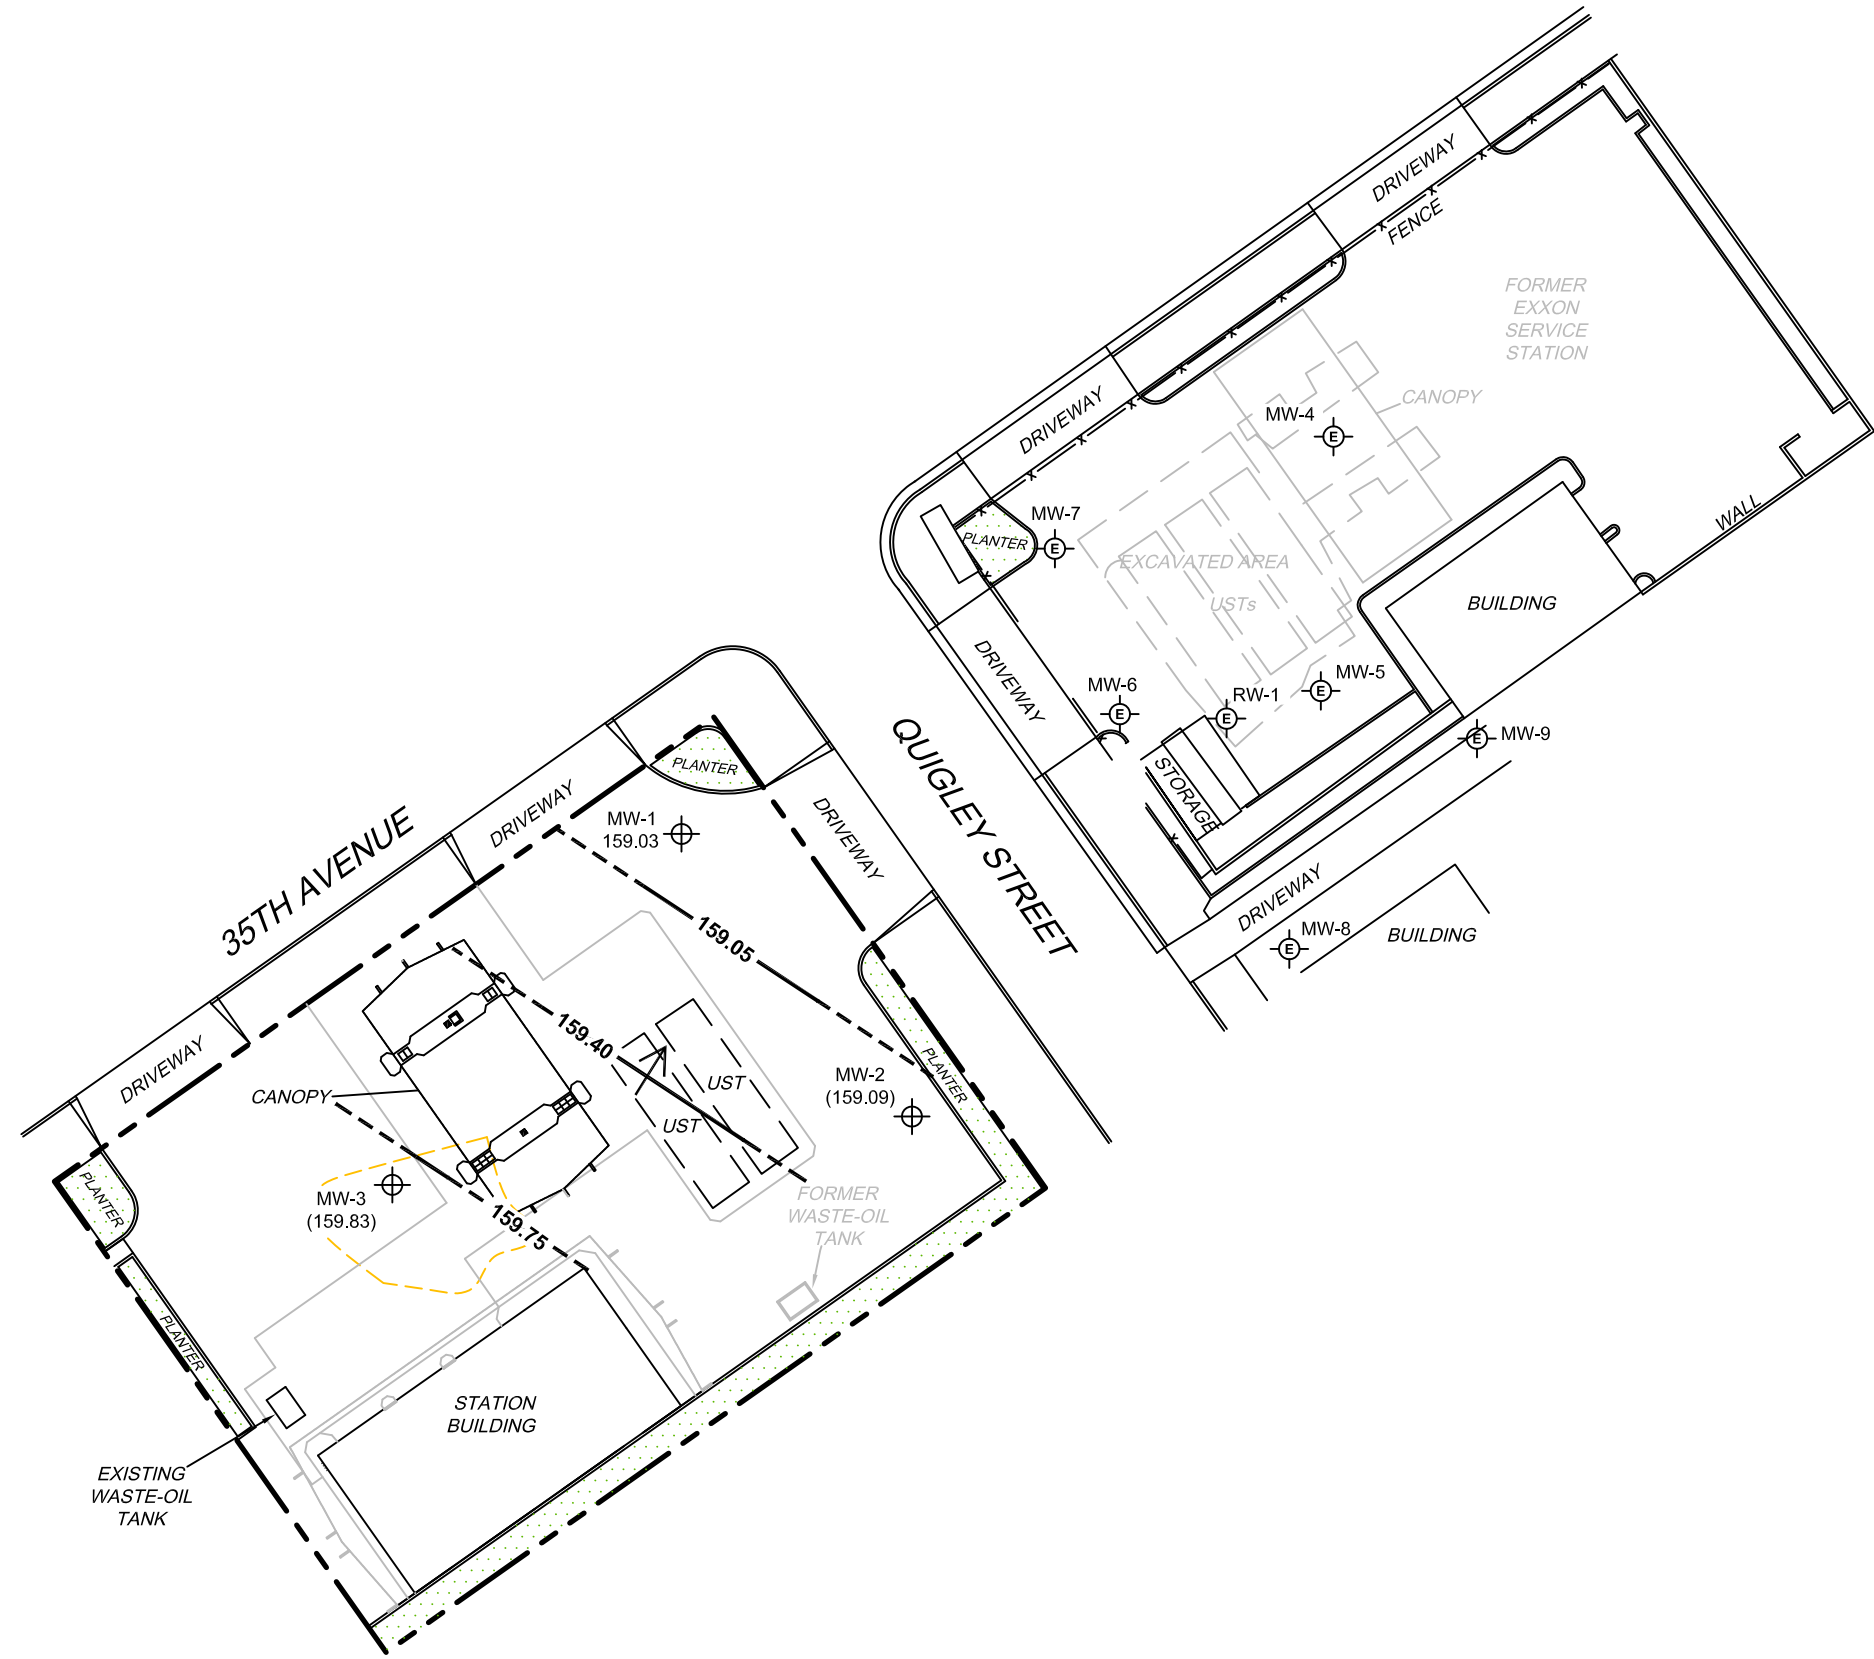 DRIVEWAY
FENCE
FORMER
EXXON
SERVICE
STATION
CANOPY
MW-4
DRIVEWAY
MW-7
PLANTER
EXCAVATED AREA
USTs
WALL
BUILDING
DRIVEWAY
MW-6
RW-1
MW-5
MW-9
STORAGE
QUIGLEY STREET
DRIVEWAY
MW-8
BUILDING
PLANTER
DRIVEWAY
MW-1
159.03
DRIVEWAY
35TH AVENUE
159.05
159.40
DRIVEWAY
CANOPY
UST
UST
MW-2
(159.09)
PLANTER
PLANTER
MW-3
(159.83)
159.75
FORMER
WASTE-OIL
TANK
PLANTER
STATION
BUILDING
EXISTING
WASTE-OIL
TANK
E
E
E
E
E
E
E